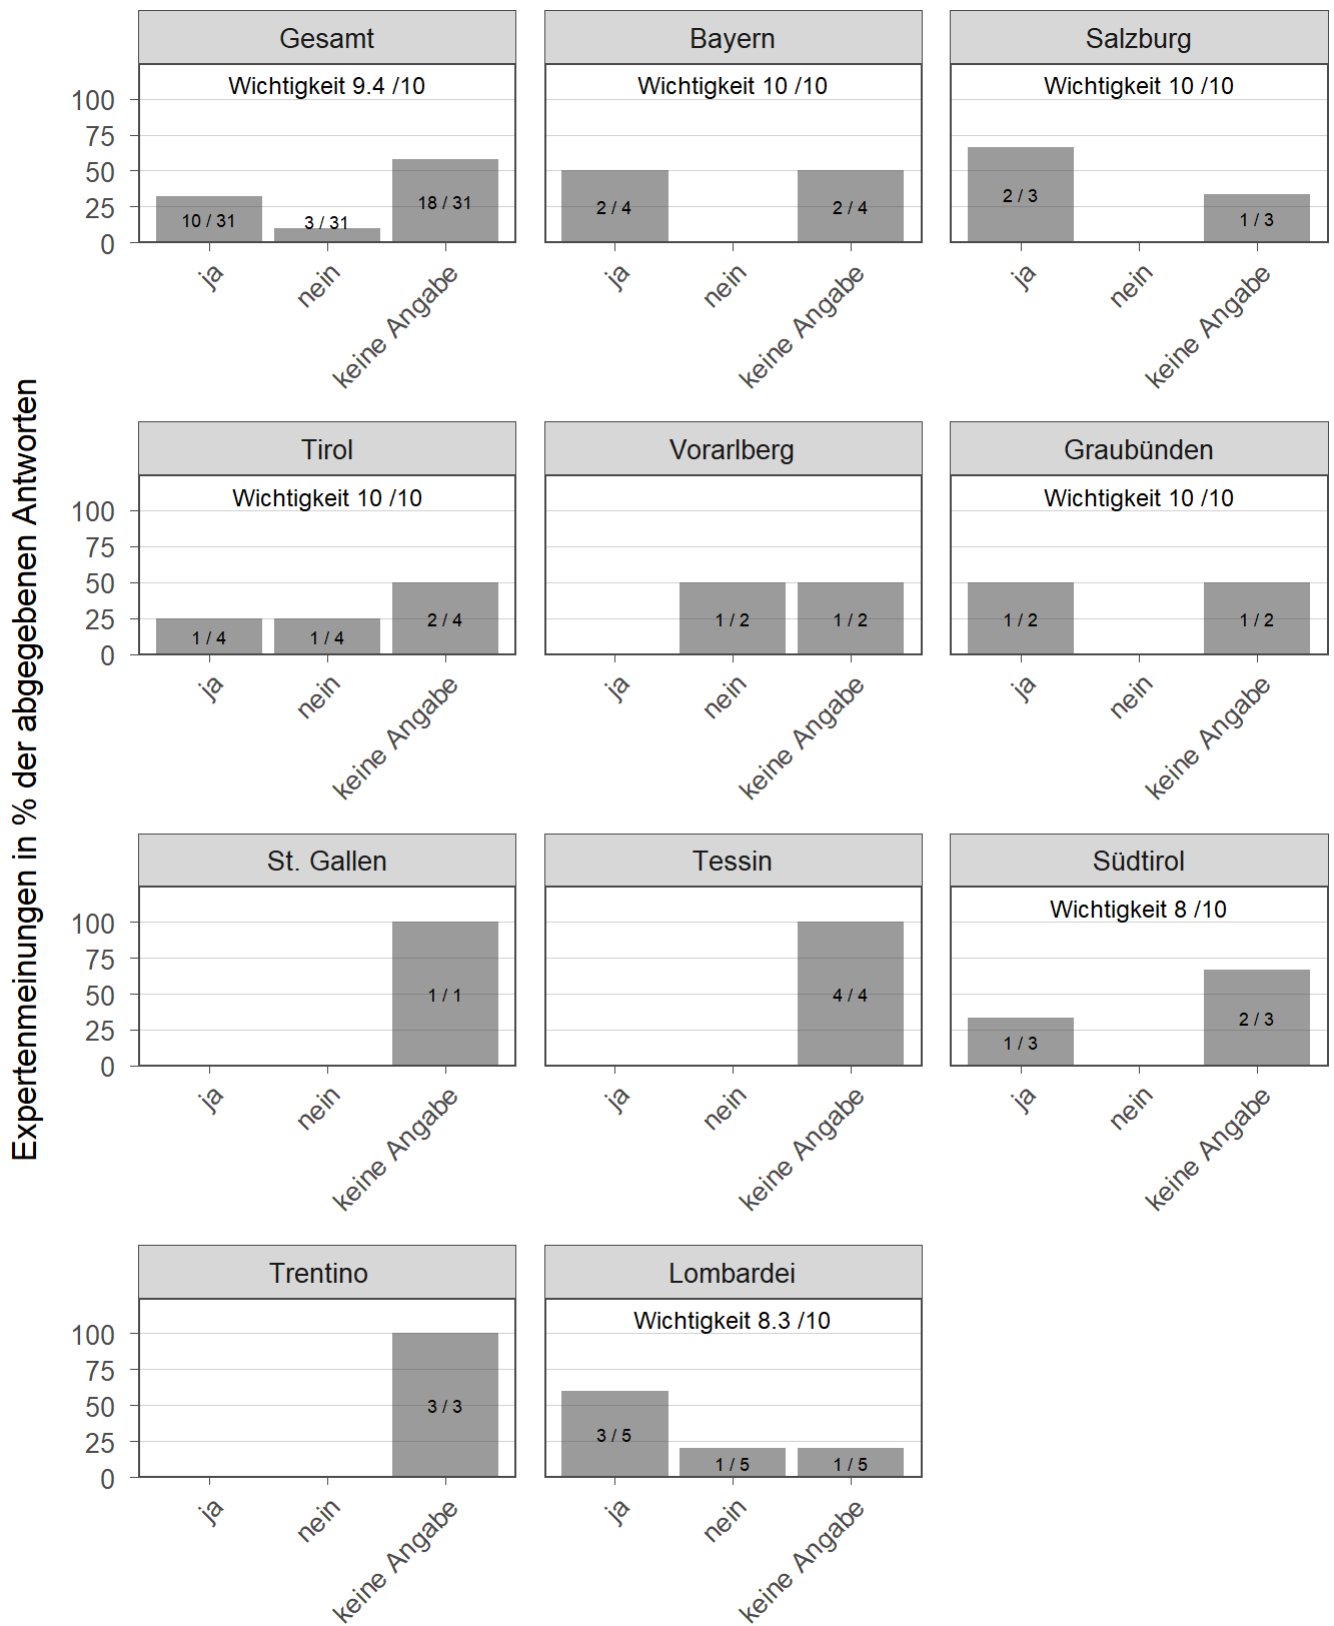 Expertenmeinungen in % der abgegebenen Antworten
Gesamt
Wichtigkeit 9.4 /10
100
75
50
25
0
10 / 31
3 / 31
18 / 31
ja
nein
keine Angabe
Bayern
Wichtigkeit 10 /10
2 / 4
2 / 4
ja
nein
keine Angabe
Salzburg
Wichtigkeit 10 /10
2 / 3
1 / 3
ja
nein
keine Angabe
Tirol
Wichtigkeit 10 /10
100
75
50
25
0
1 / 4
1 / 4
2 / 4
ja
nein
keine Angabe
Vorarlberg
1 / 2
1 / 2
ja
nein
keine Angabe
Graubünden
Wichtigkeit 10 /10
1 / 2
1 / 2
ja
nein
keine Angabe
St. Gallen
100
75
50
25
0
1 / 1
ja
nein
keine Angabe
Tessin
4 / 4
ja
nein
keine Angabe
Südtirol
Wichtigkeit 8 /10
1 / 3
2 / 3
ja
nein
keine Angabe
Trentino
100
75
50
25
0
3 / 3
ja
nein
keine Angabe
Lombardei
Wichtigkeit 8.3 /10
3 / 5
1 / 5
1 / 5
ja
nein
keine Angabe